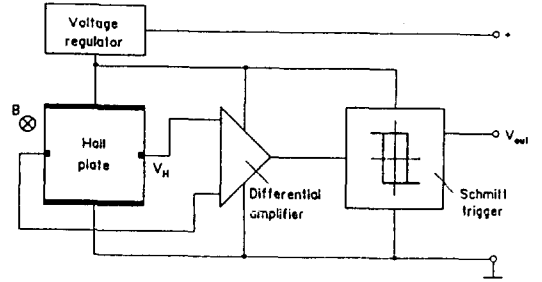 Voltage
regulator
+
B
Hall
plate
V_H
Differential
amplifier
V_out
Schmitt
trigger